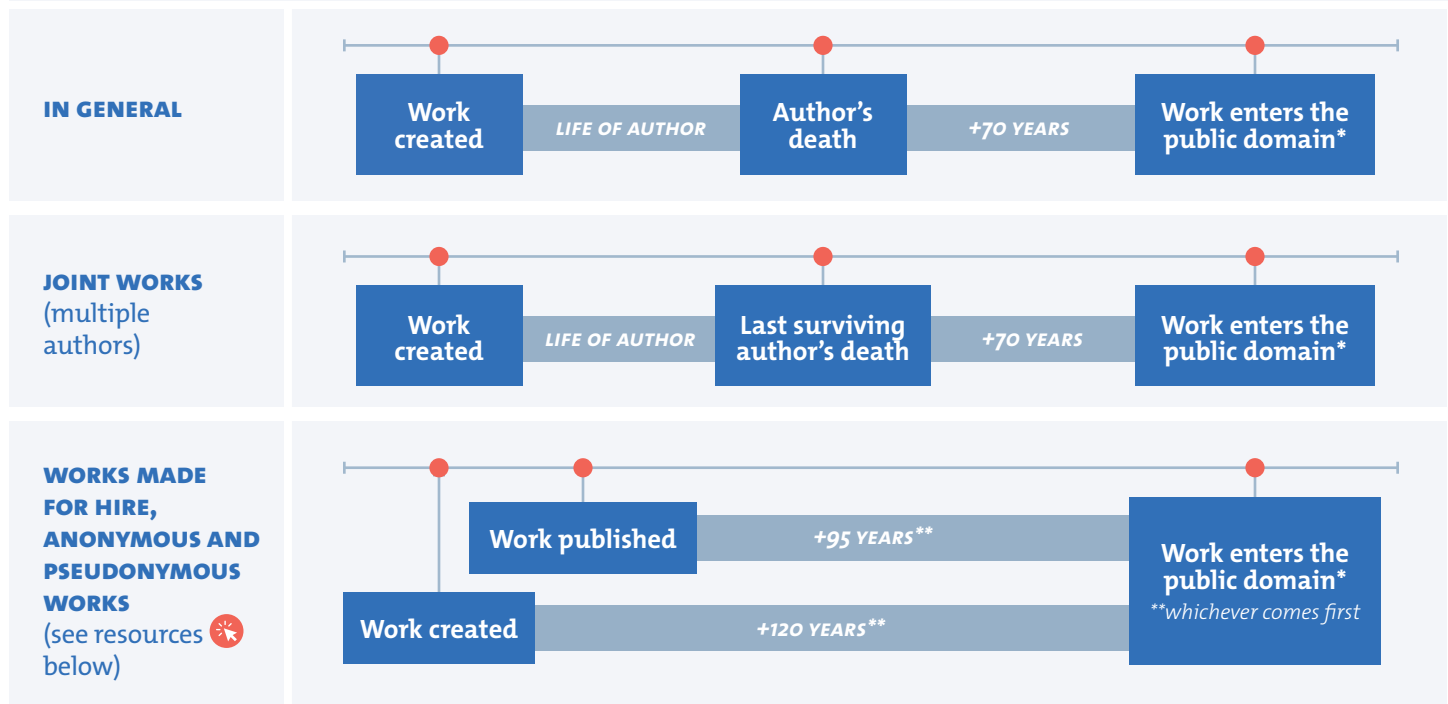 IN GENERAL
Work
created
LIFE OF AUTHOR
Author's
death
+70 YEARS
Work enters the
public domain*
JOINT WORKS
(multiple
authors)
Work
created
LIFE OF AUTHOR
Last surviving
author's death
+70 YEARS
Work enters the
public domain*
WORKS MADE
FOR HIRE,
ANONYMOUS AND
PSEUDONYMOUS
WORKS
(see resources
below)
Work published
+95 YEARS**
Work created
+120 YEARS**
Work enters the
public domain*
**whichever comes first